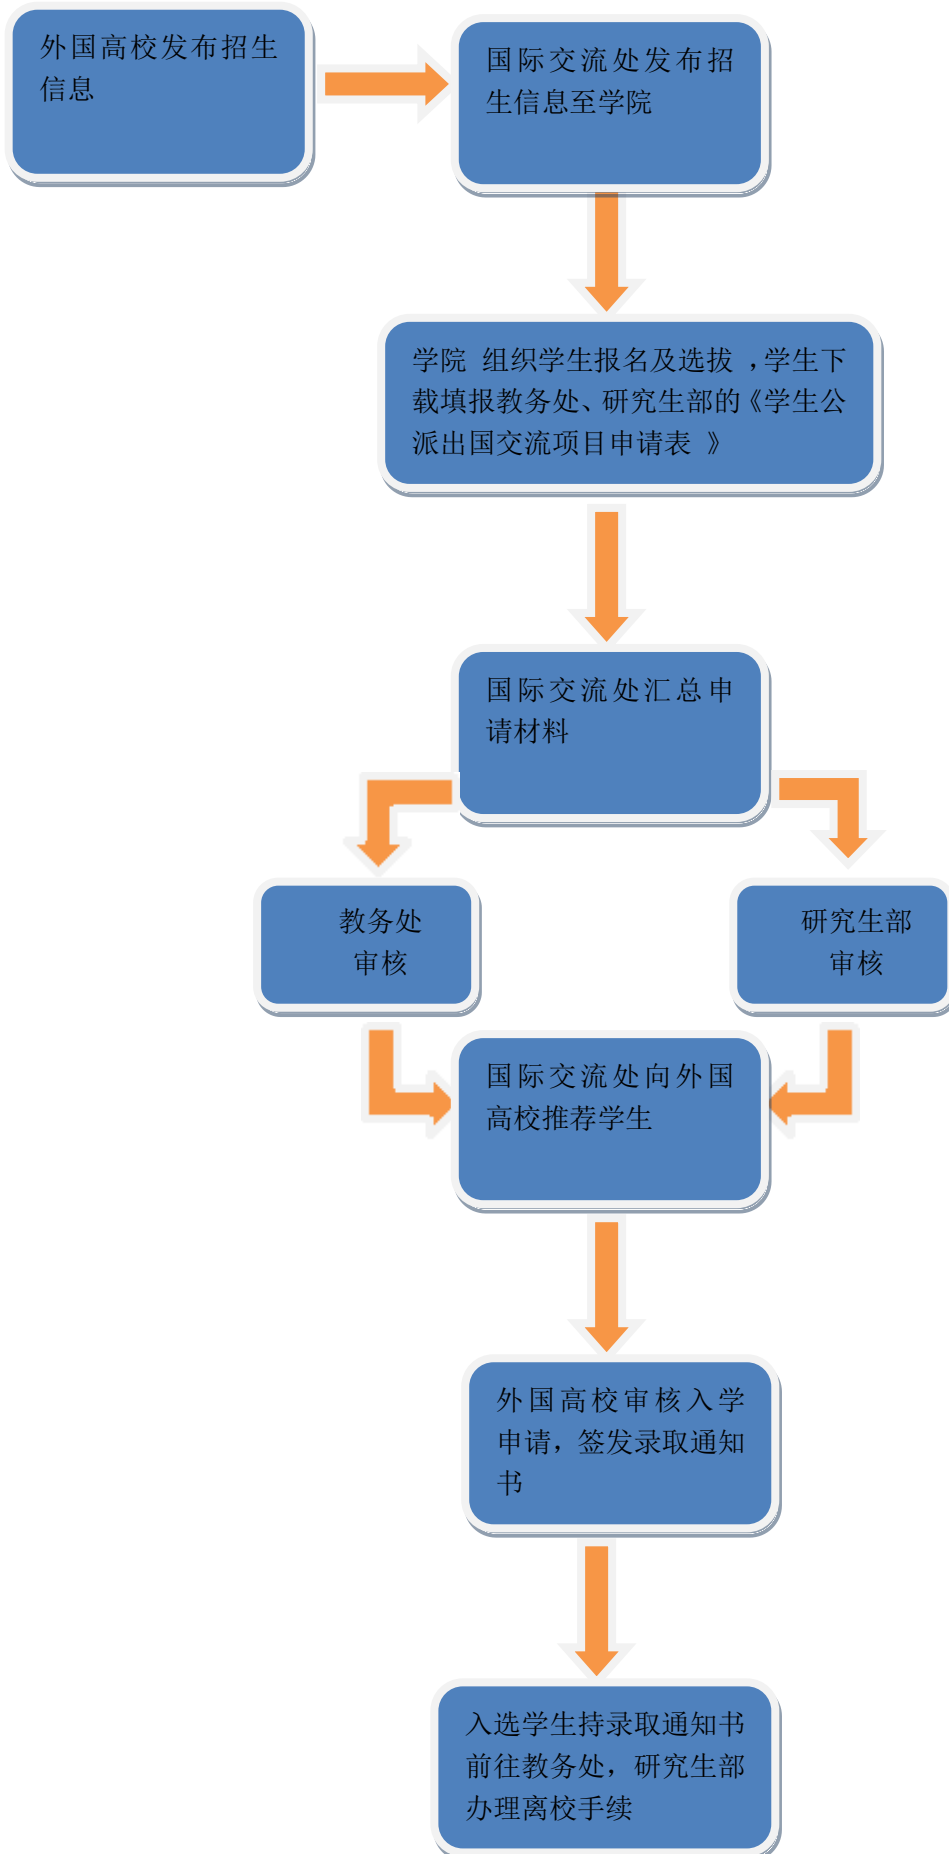 外国高校发布招生
信息
国际交流处发布招
生信息至学院
学院 组织学生报名及选拔 ，学生下
载填报教务处、研究生部的《学生公
派出国交流项目申请表 》
国际交流处汇总申
请材料
教务处
审核
研究生部
审核
国际交流处向外国
高校推荐学生
外国高校审核入学
申请，签发录取通知
书
入选学生持录取通知书
前往教务处，研究生部
办理离校手续